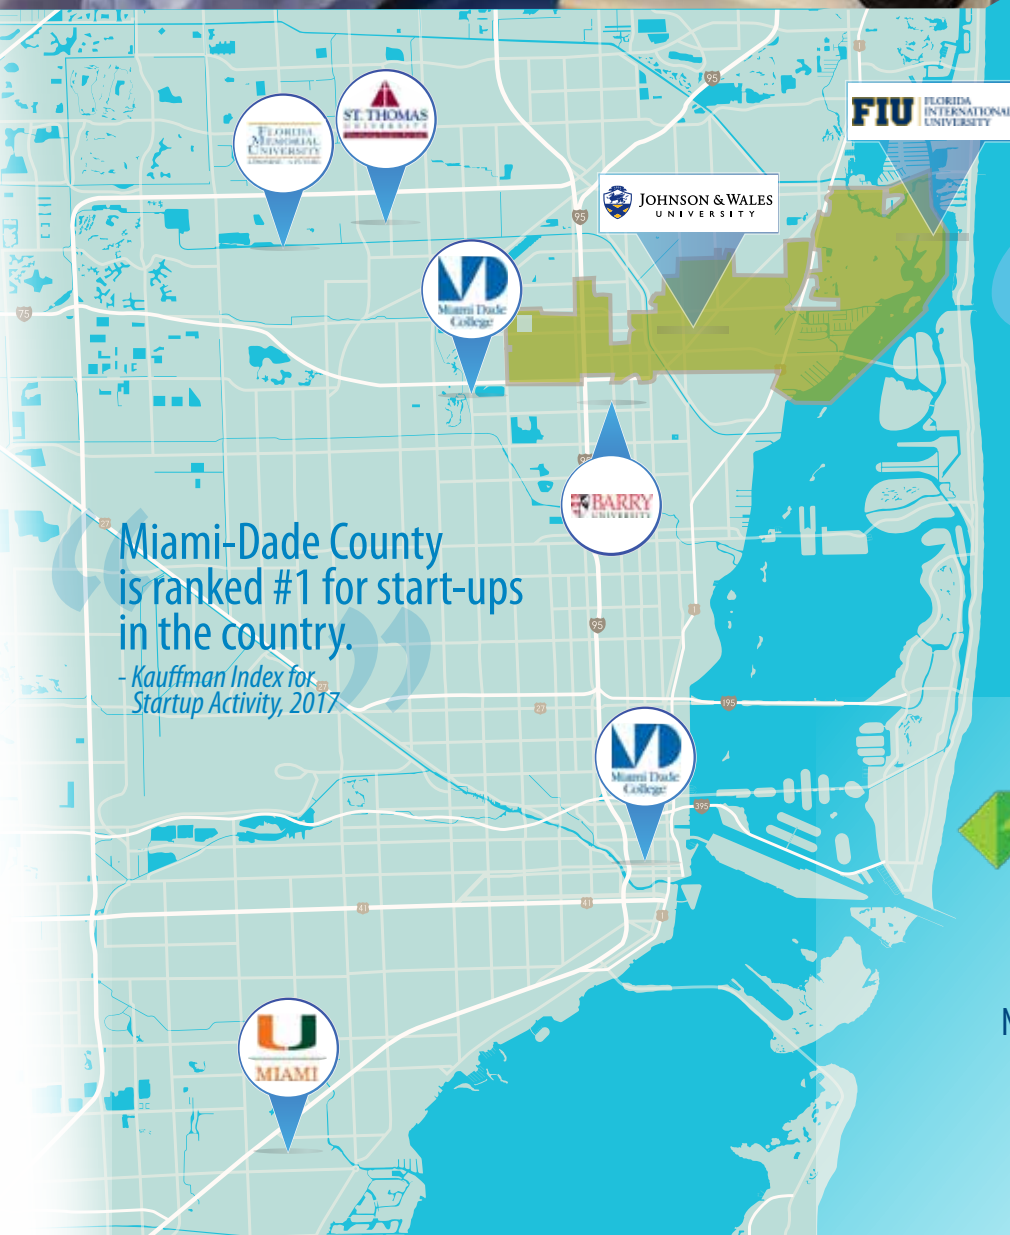 1
95
FIU
FLORIDA
INTERNATIONAL
UNIVERSITY
ST. THOMAS
UNIVERSITY
FLORIDA
MEMORIAL
UNIVERSITY
JOHNSON & WALES
UNIVERSITY
95
Miami Dade
College
75
95
BARRY
UNIVERSITY
27
“Miami-Dade County
is ranked #1 for start-ups
in the country.”
- Kauffman Index for
Startup Activity, 2017
1
95
27
27
195
Miami Dade
College
395
41
41
1
U
MIAMI